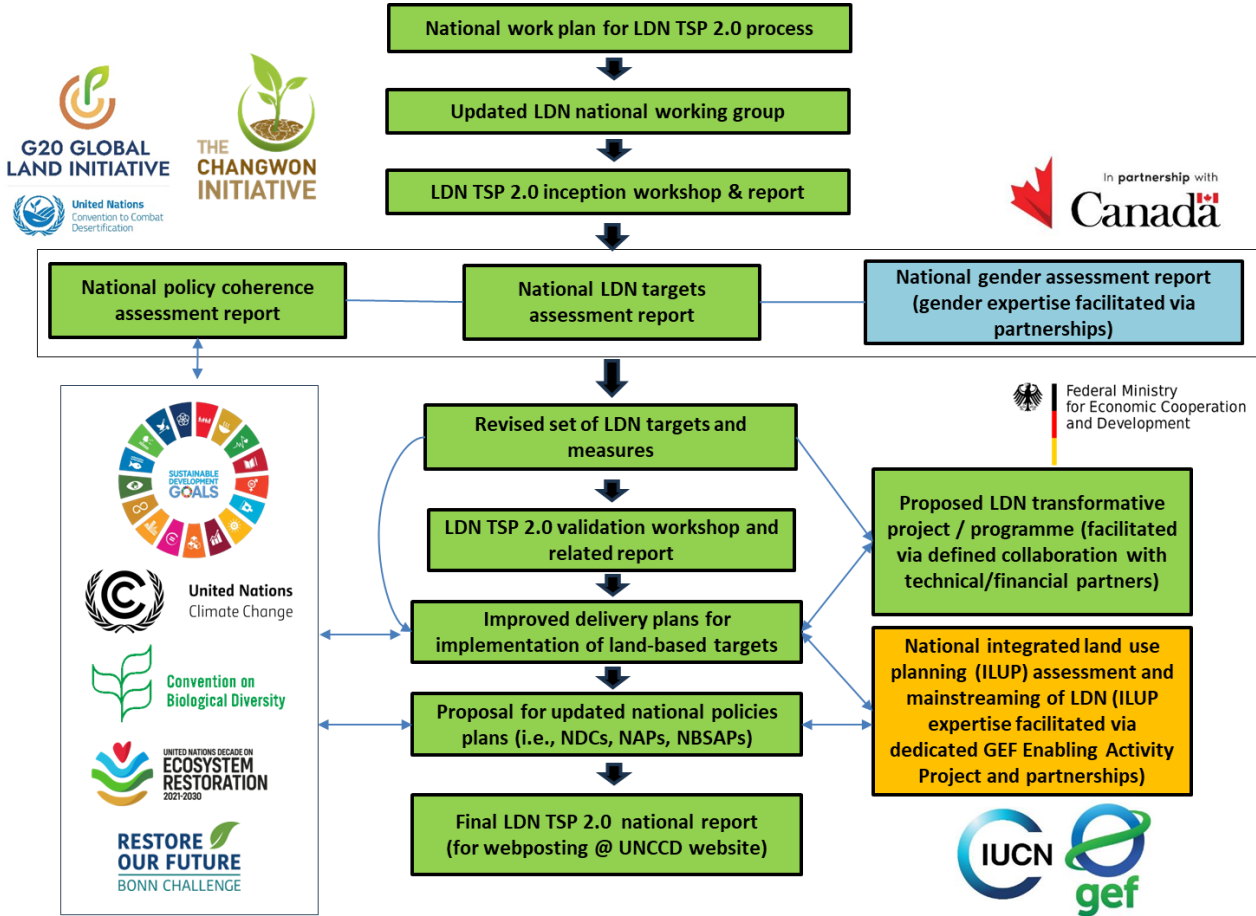 National work plan for LDN TSP 2.0 process
Updated LDN national working group
LDN TSP 2.0 inception workshop & report
G20 GLOBAL
LAND INITIATIVE
United Nations
Convention to Combat
Desertification
THE
CHANGWON
INITIATIVE
In partnership with
Canada
National policy coherence
assessment report
National LDN targets
assessment report
National gender assessment report
(gender expertise facilitated via
partnerships)
Revised set of LDN targets and
measures
LDN TSP 2.0 validation workshop and
related report
Improved delivery plans for
implementation of land-based targets
Proposal for updated national policies
plans (i.e., NDCs, NAPs, NBSAPs)
Final LDN TSP 2.0 national report
(for webposting @ UNCCD website)
SUSTAINABLE
DEVELOPMENT
GOALS
United Nations
Climate Change
Convention on
Biological Diversity
UNITED NATIONS DECADE ON
ECOSYSTEM
RESTORATION
2021-2030
RESTORE
OUR FUTURE
BONN CHALLENGE
Federal Ministry
for Economic Cooperation
and Development
Proposed LDN transformative
project / programme (facilitated
via defined collaboration with
technical/financial partners)
National integrated land use
planning (ILUP) assessment and
mainstreaming of LDN (ILUP
expertise facilitated via
dedicated GEF Enabling Activity
Project and partnerships)
IUCN
gef